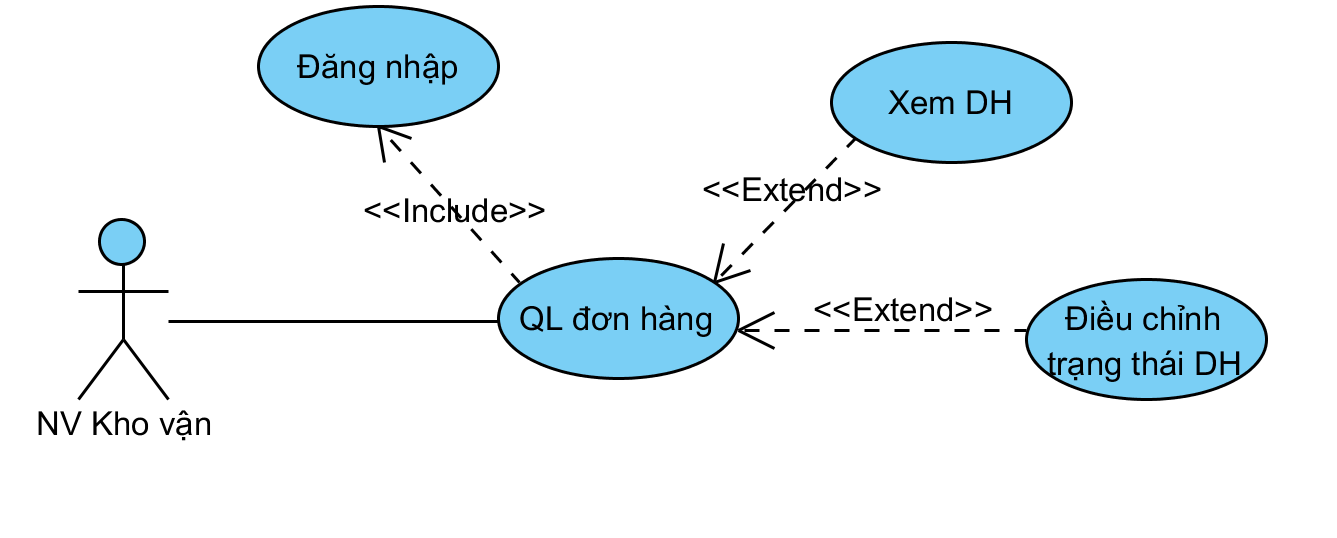 Đăng nhập
Xem DH
<<Extend>>
<<Include>>
<<Extend>>
QL đơn hàng
Điều chỉnh
trạng thái DH
NV Kho vận